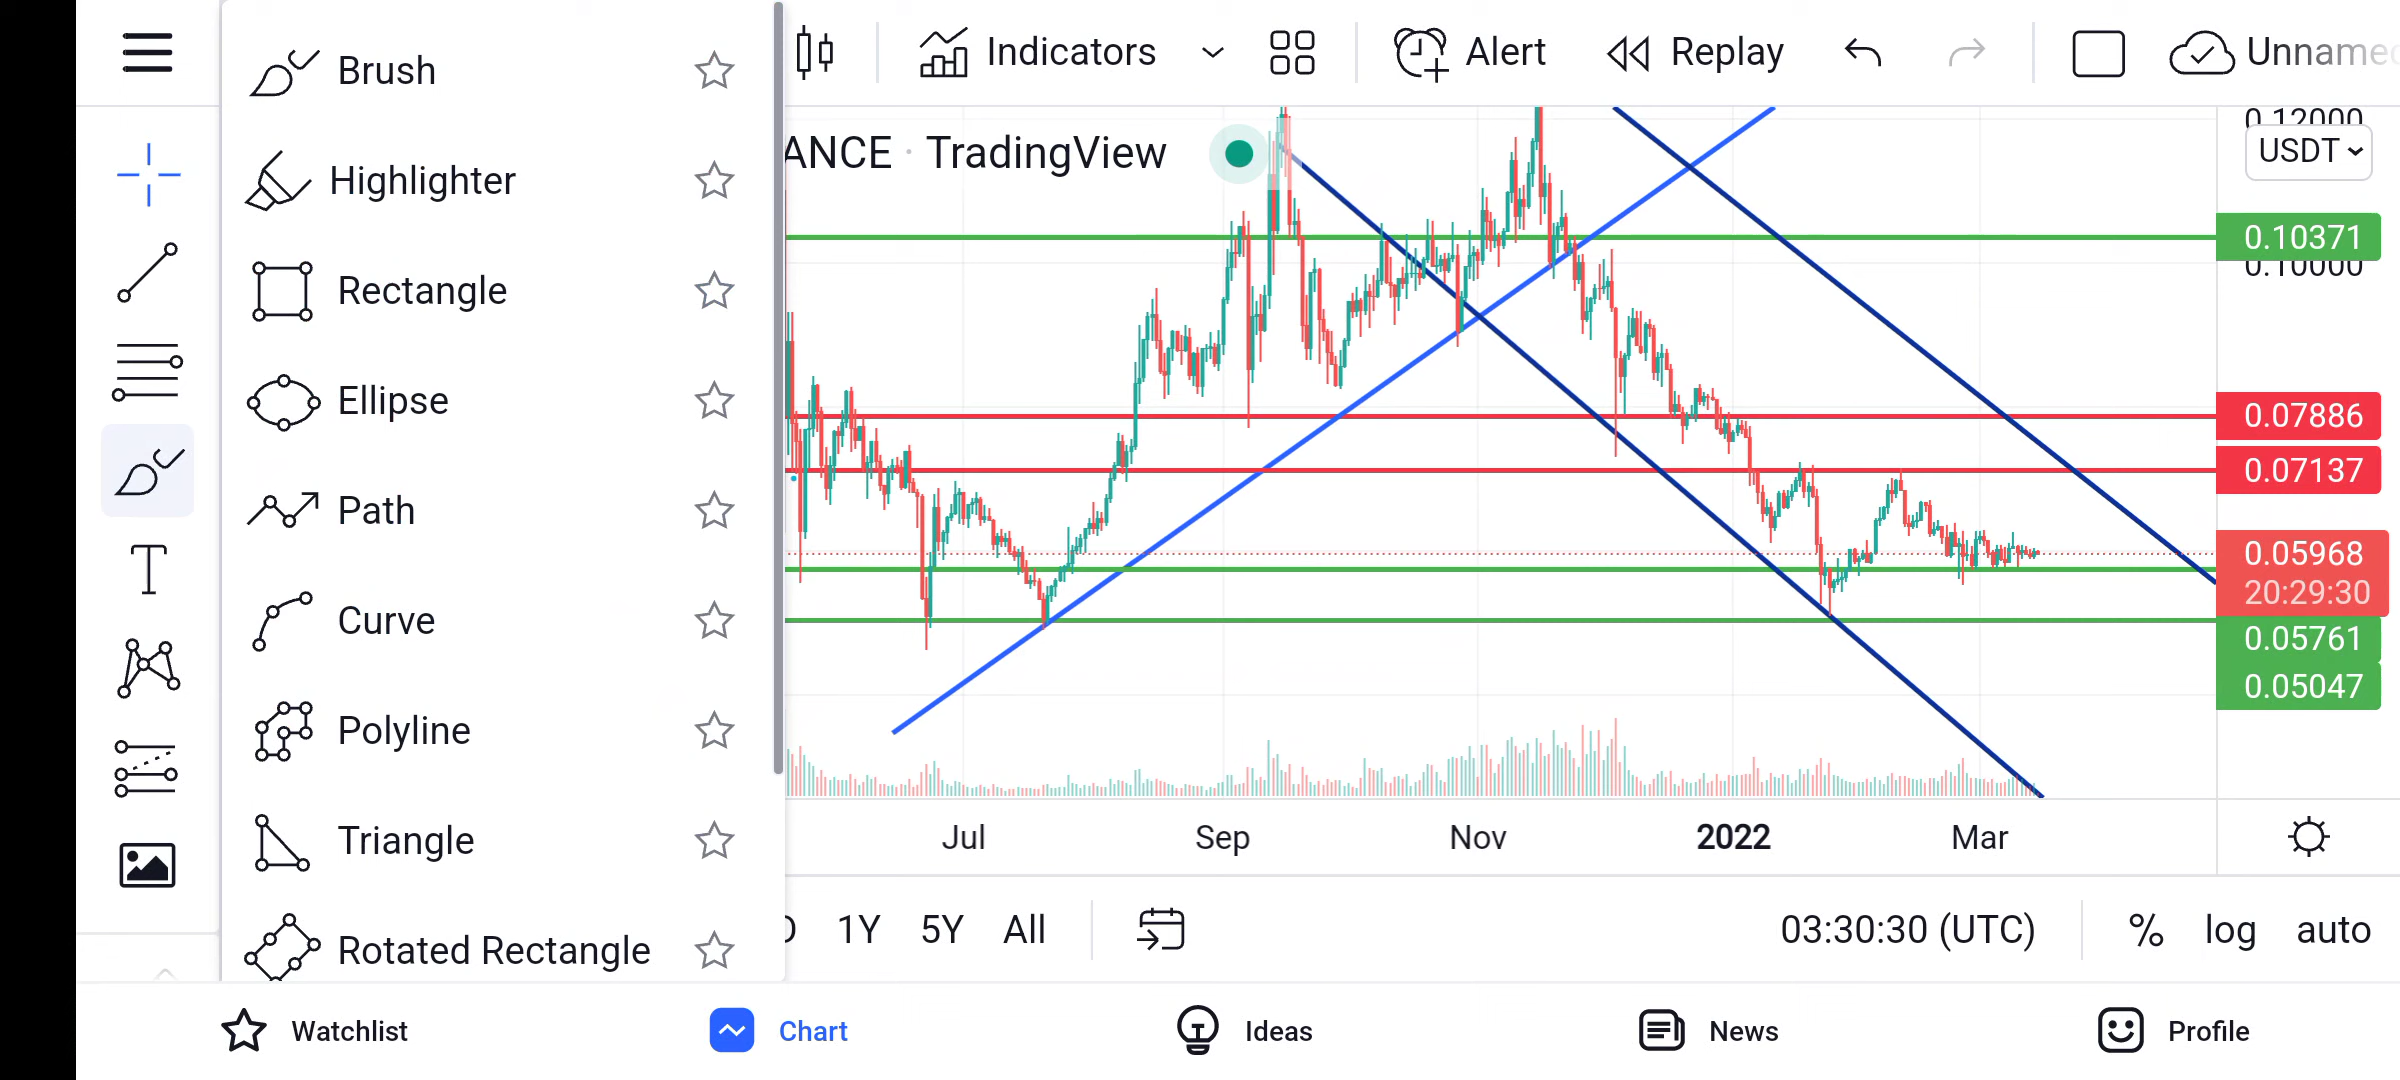 Brush
Highlighter
Rectangle
Ellipse
Path
Curve
Polyline
Triangle
Rotated Rectangle
Indicators
Alert
Replay
ANCE · TradingView
0.12000
USDT
0.10371
0.10000
0.07886
0.07137
0.05968
20:29:30
0.05761
0.05047
Jul Sep Nov 2022 Mar
1Y 5Y All 03:30:30 (UTC) % log auto
Watchlist Chart Ideas News Profile